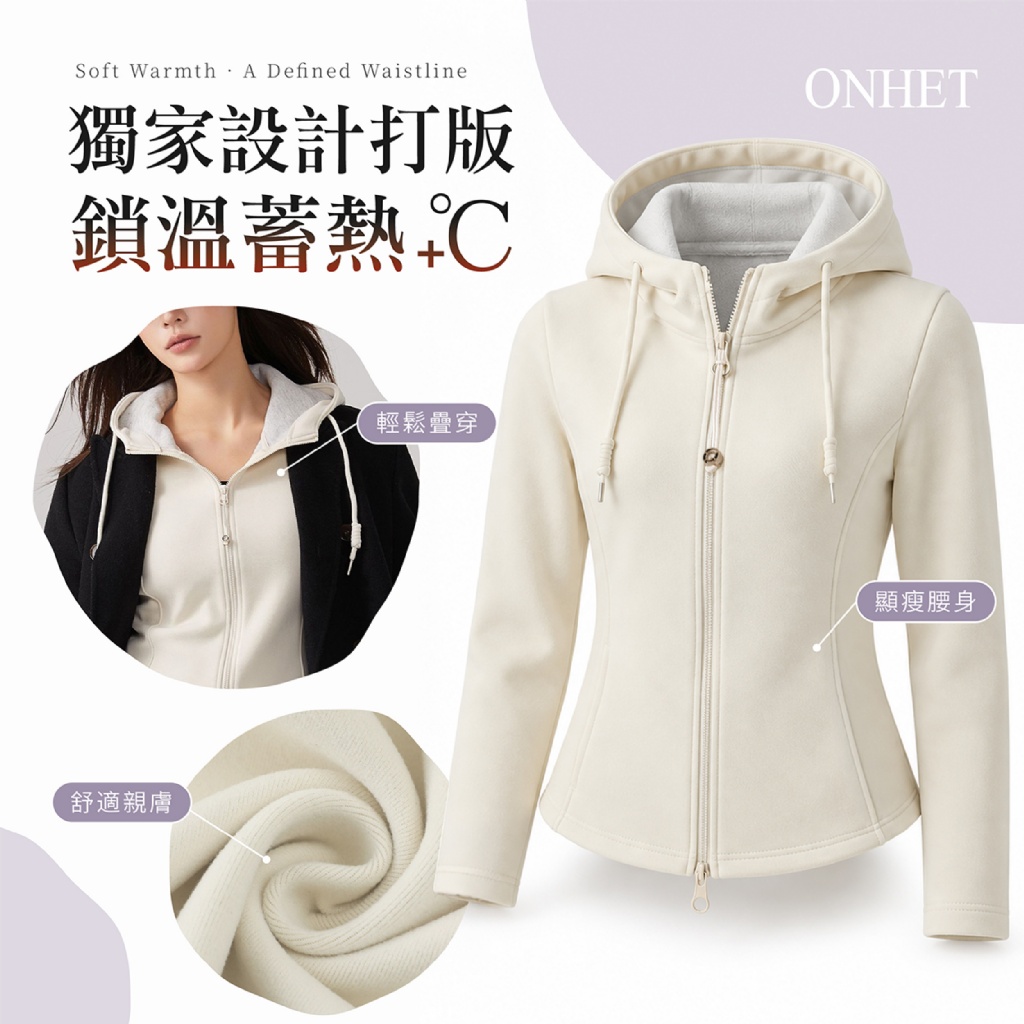 Soft Warmth · A Defined Waistline
ONHET
獨家設計打版
鎖溫蓄熱+℃
輕鬆疊穿
顯瘦腰身
舒適親膚